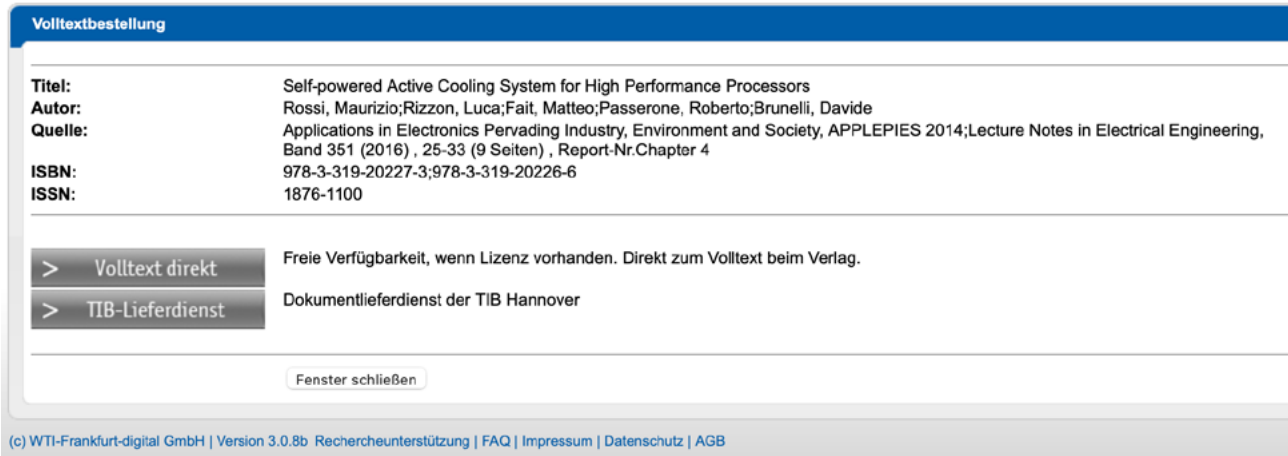 Volltextbestellung
Titel: Self-powered Active Cooling System for High Performance Processors
Autor: Rossi, Maurizio;Rizzon, Luca;Fait, Matteo;Passerone, Roberto;Brunelli, Davide
Quelle: Applications in Electronics Pervading Industry, Environment and Society, APPLEPIES 2014;Lecture Notes in Electrical Engineering,
Band 351 (2016) , 25-33 (9 Seiten) , Report-Nr.Chapter 4
ISBN: 978-3-319-20227-3;978-3-319-20226-6
ISSN: 1876-1100
> Volltext direkt Freie Verfügbarkeit, wenn Lizenz vorhanden. Direkt zum Volltext beim Verlag.
> TIB-Lieferdienst Dokumentlieferdienst der TIB Hannover
Fenster schließen
(c) WTI-Frankfurt-digital GmbH | Version 3.0.8b Rechercheunterstützung | FAQ | Impressum | Datenschutz | AGB